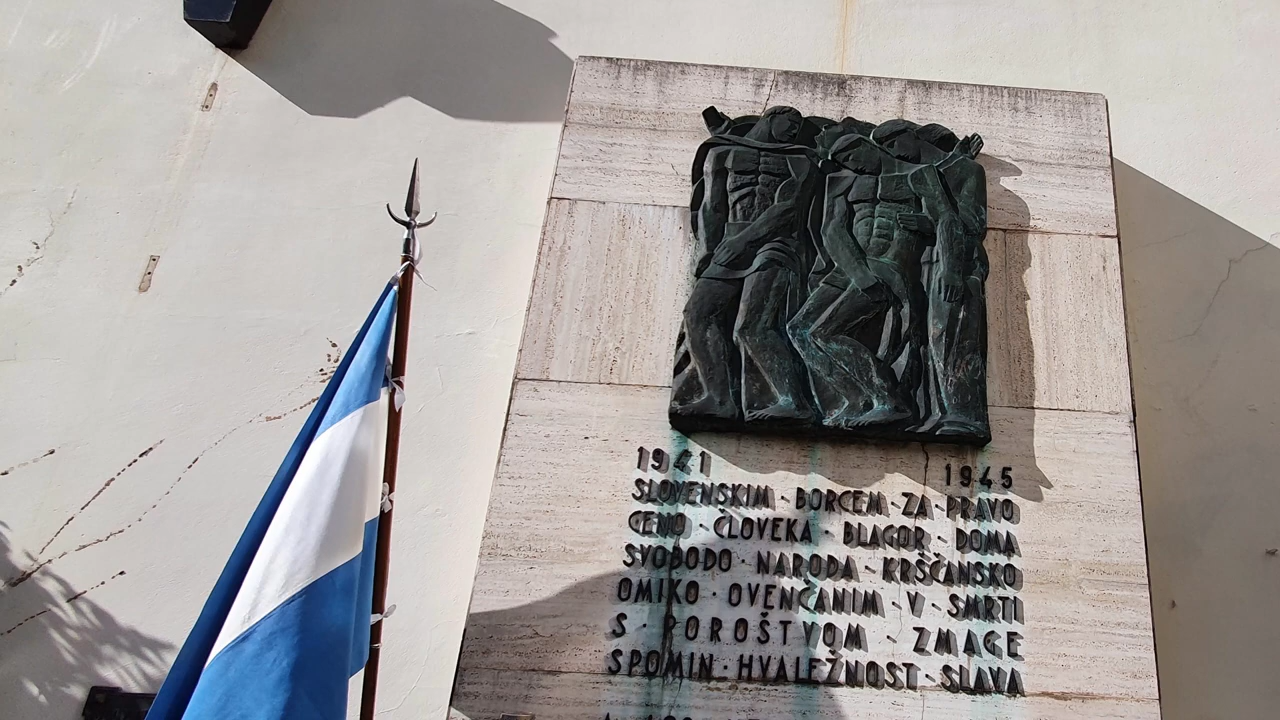 1941 1945
SLOVENSKIM · BORCEM · ZA · PRAVO
CENO · ČLOVEKA · BLAGOR · DOMA
SVOBODO · NARODA · KRŠČANSKO
OMIKO · OVENČANIM · V · SMRTI
S · POROŠTVOM · ZMAGE
SPOMIN · HVALEŽNOST · SLAVA